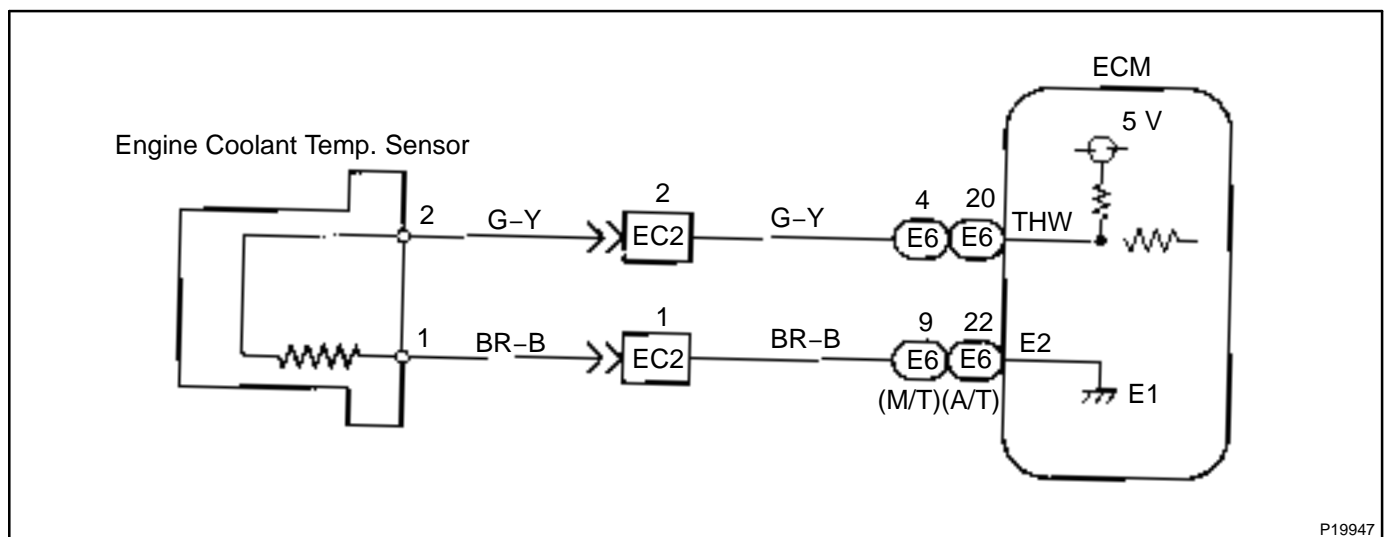 ECM
5 V
Engine Coolant Temp. Sensor
2
G–Y
2
EC2
G–Y
4
E6
20
E6
THW
1
BR–B
1
EC2
BR–B
9
E6
22
E6
E2
(M/T)(A/T)
E1
P19947